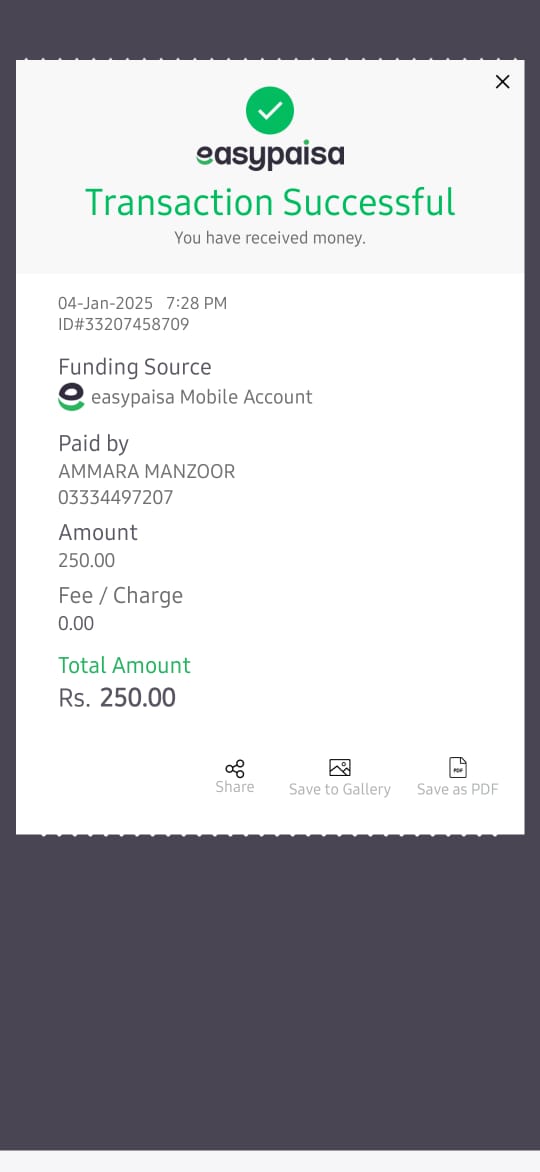 easypaisa
Transaction Successful
You have received money.
04-Jan-2025 7:28 PM
ID#33207458709
Funding Source
easypaisa Mobile Account
Paid by
AMMARA MANZOOR
03334497207
Amount
250.00
Fee / Charge
0.00
Total Amount
Rs. 250.00
Share
Save to Gallery
PDF
Save as PDF